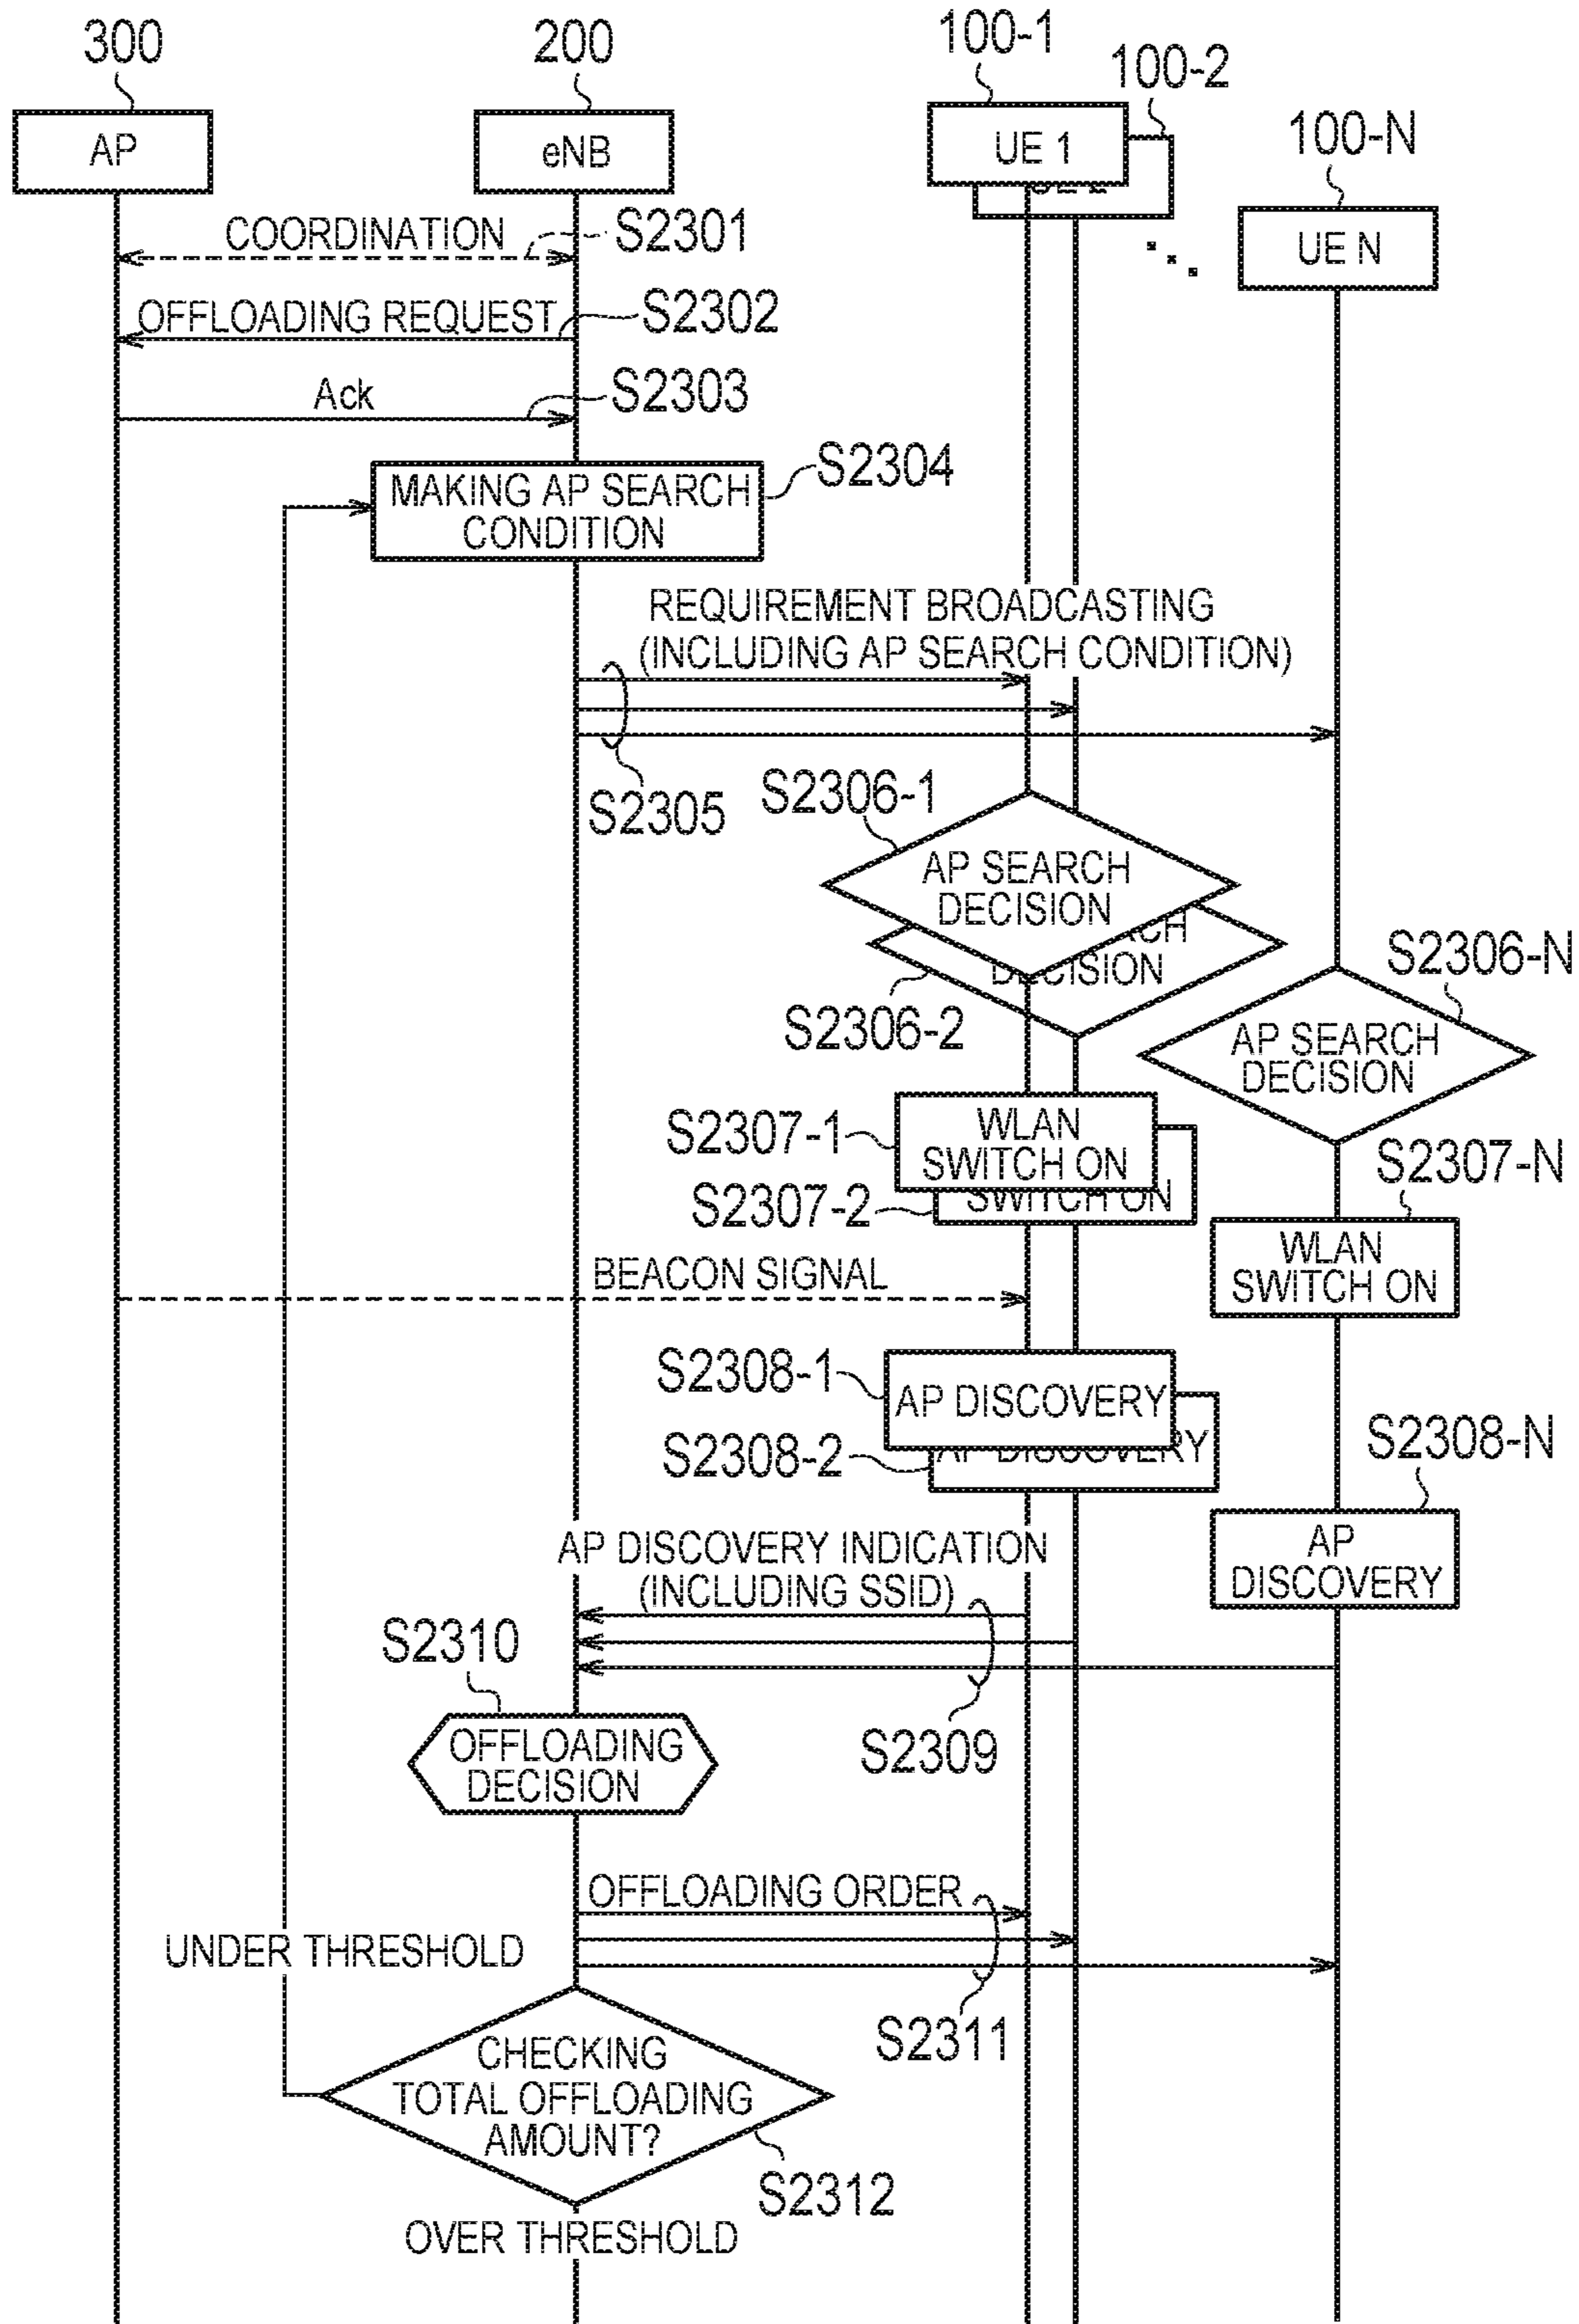 300
200
100-1
100-2
100-N
AP
eNB
UE 1
UE N
COORDINATION
S2301
OFFLOADING REQUEST
S2302
Ack
S2303
MAKING AP SEARCH
CONDITION
S2304
REQUIREMENT BROADCASTING
(INCLUDING AP SEARCH CONDITION)
S2305
S2306-1
AP SEARCH
DECISION
DECISION
S2306-2
S2306-N
AP SEARCH
DECISION
S2307-1
WLAN
SWITCH ON
S2307-2
SWITCH ON
S2307-N
WLAN
SWITCH ON
BEACON SIGNAL
S2308-1
AP DISCOVERY
S2308-2
AP DISCOVERY
S2308-N
AP
DISCOVERY
AP DISCOVERY INDICATION
(INCLUDING SSID)
S2309
S2310
OFFLOADING
DECISION
OFFLOADING ORDER
S2311
UNDER THRESHOLD
CHECKING
TOTAL OFFLOADING
AMOUNT?
S2312
OVER THRESHOLD